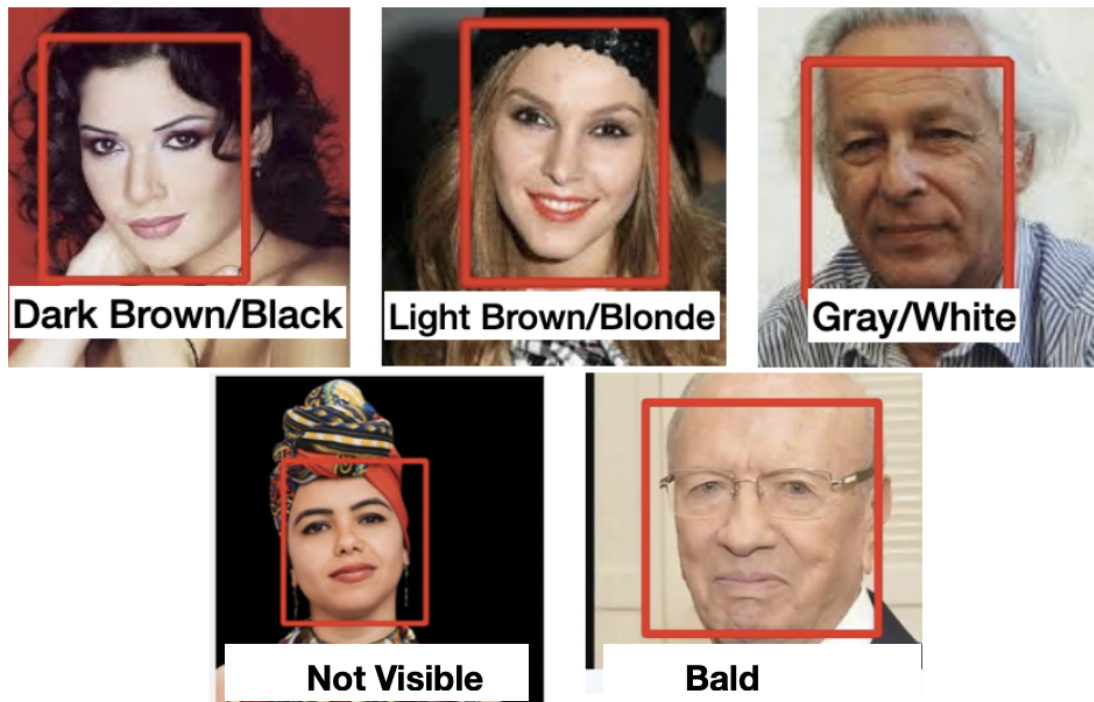 Dark Brown/Black
Light Brown/Blonde
Gray/White
Not Visible
Bald